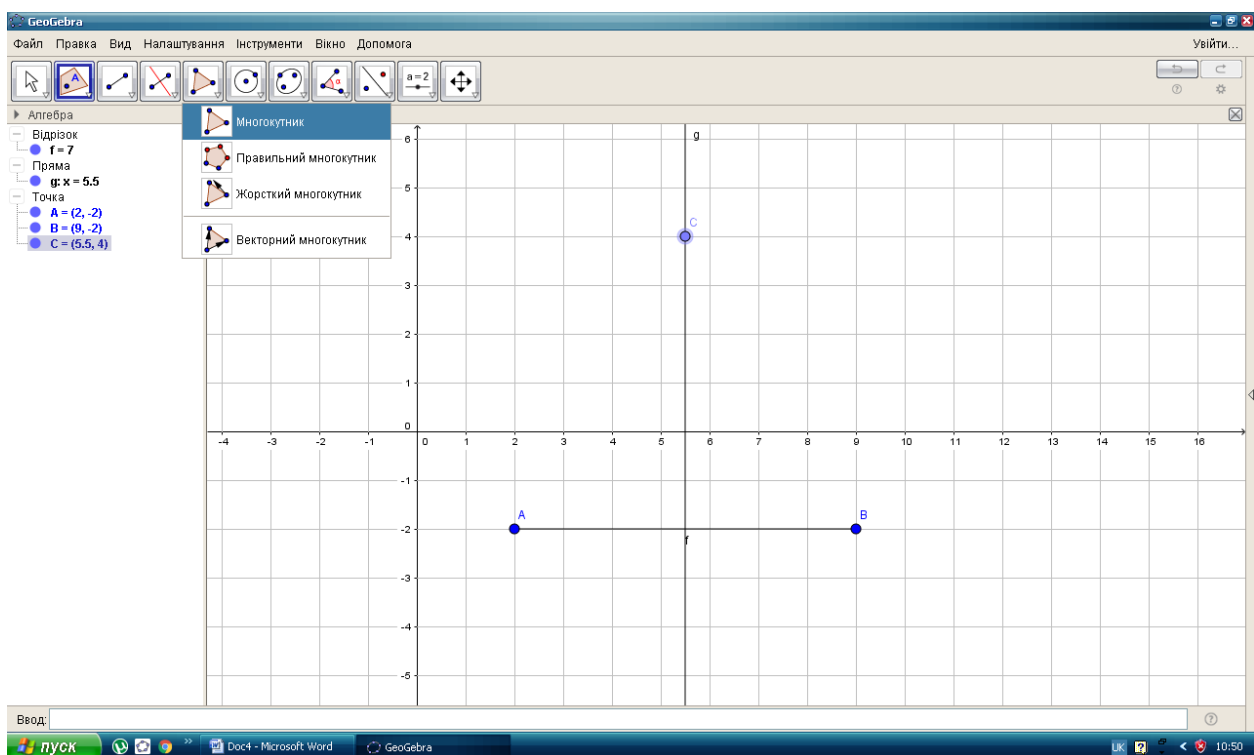 GeoGebra
Файл Правка Вид Налаштування Інструменти Вікно Допомога Увійти...
A a=2
Алгебра
Многокутник
Правильний многокутник
Жорсткий многокутник
Векторний многокутник
Відрізок
f = 7
Пряма
g: x = 5.5
Точка
A = (2, -2)
B = (9, -2)
C = (5.5, 4)
g
6
5
C
4
3
2
1
0
-4 -3 -2 -1 0 1 2 3 4 5 6 7 8 9 10 11 12 13 14 15 16
-1
A B
-2
f
-3
-4
-5
Ввод:
пуск Doc4 - Microsoft Word GeoGebra UK 10:50